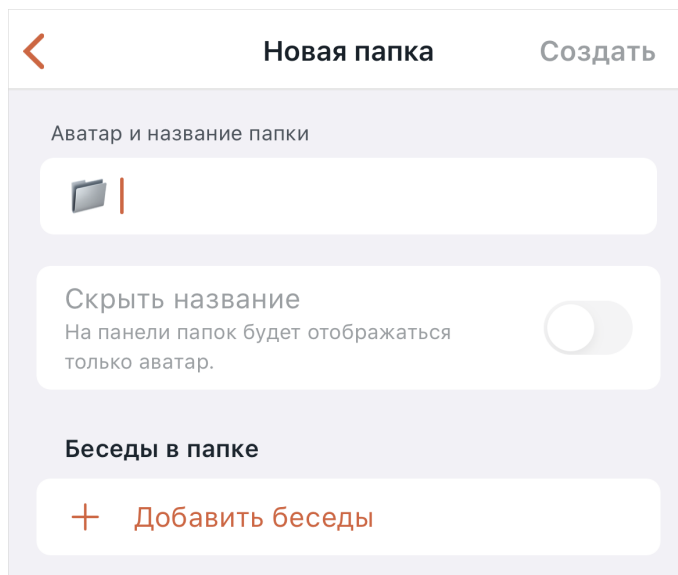 Новая папка
Создать
Аватар и название папки
Скрыть название
На панели папок будет отображаться
только аватар.
Беседы в папке
+ Добавить беседы